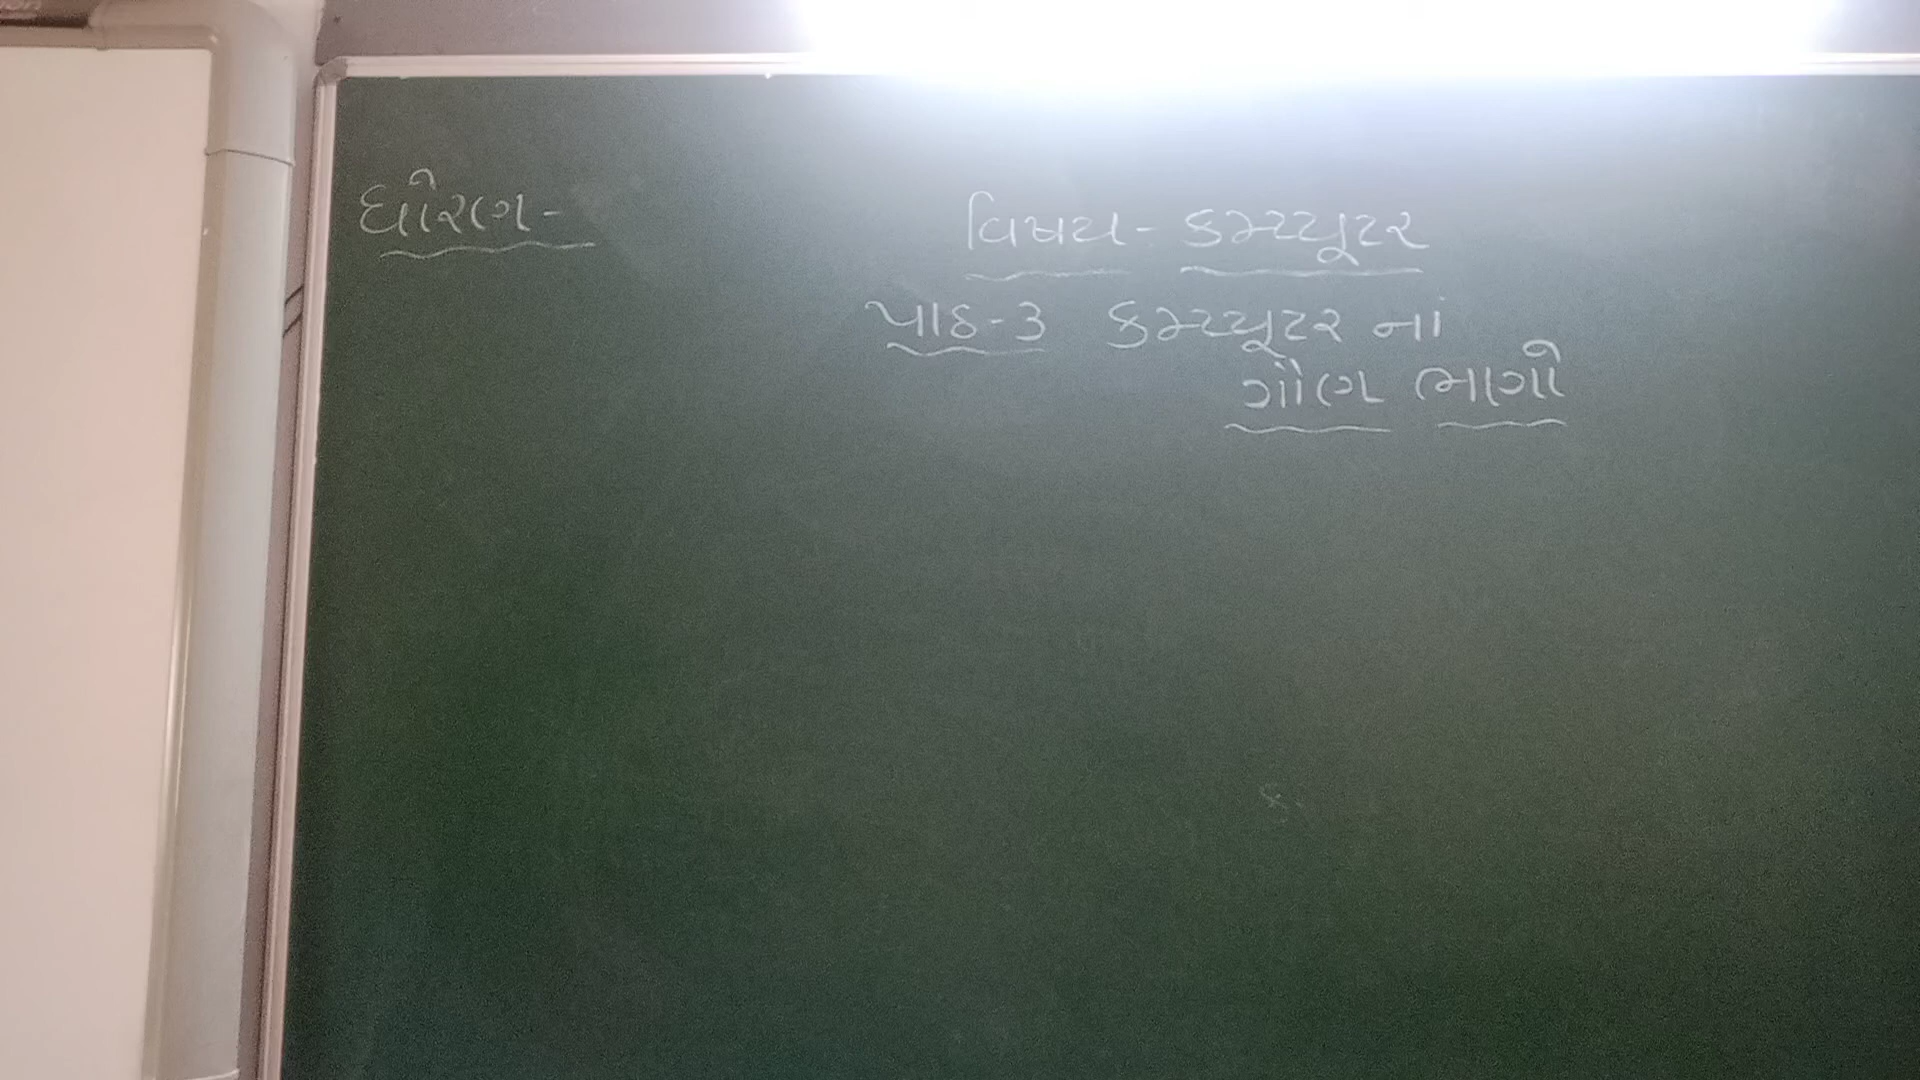 ધોરણ-
વિષય- કમ્પ્યૂટર
પાઠ-૩ કમ્પ્યૂટર નાં
ગૌણ ભાગો